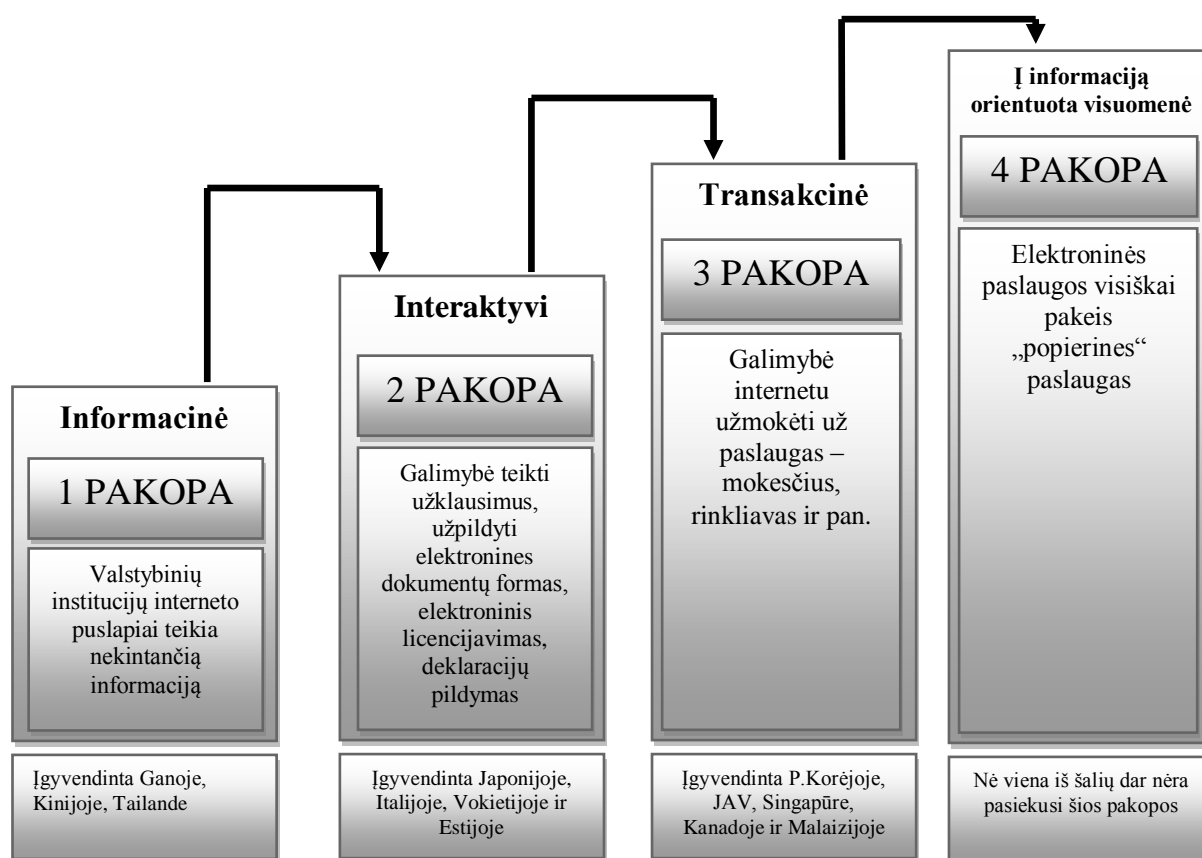 Informacinė
1 PAKOPA
Valstybinių
institucijų interneto
puslapiai teikia
nekintančią
informaciją
Įgyvendinta Ganoje,
Kinijoje, Tailande
Interaktyvi
2 PAKOPA
Galimybė teikti
užklausimus,
užpildyti
elektronines
dokumentų formas,
elektroninis
licencijavimas,
deklaracijų
pildymas
Įgyvendinta Japonijoje,
Italijoje, Vokietijoje ir
Estijoje
Transakcinė
3 PAKOPA
Galimybė
internetu
užmokėti už
paslaugas –
mokesčius,
rinkliavas ir pan.
Įgyvendinta P.Korėjoje,
JAV, Singapūre,
Kanadoje ir Malaizijoje
Į informaciją
orientuota visuomenė
4 PAKOPA
Elektroninės
paslaugos visiškai
pakeis
„popierines“
paslaugas
Nė viena iš šalių dar nėra
pasiekusi šios pakopos